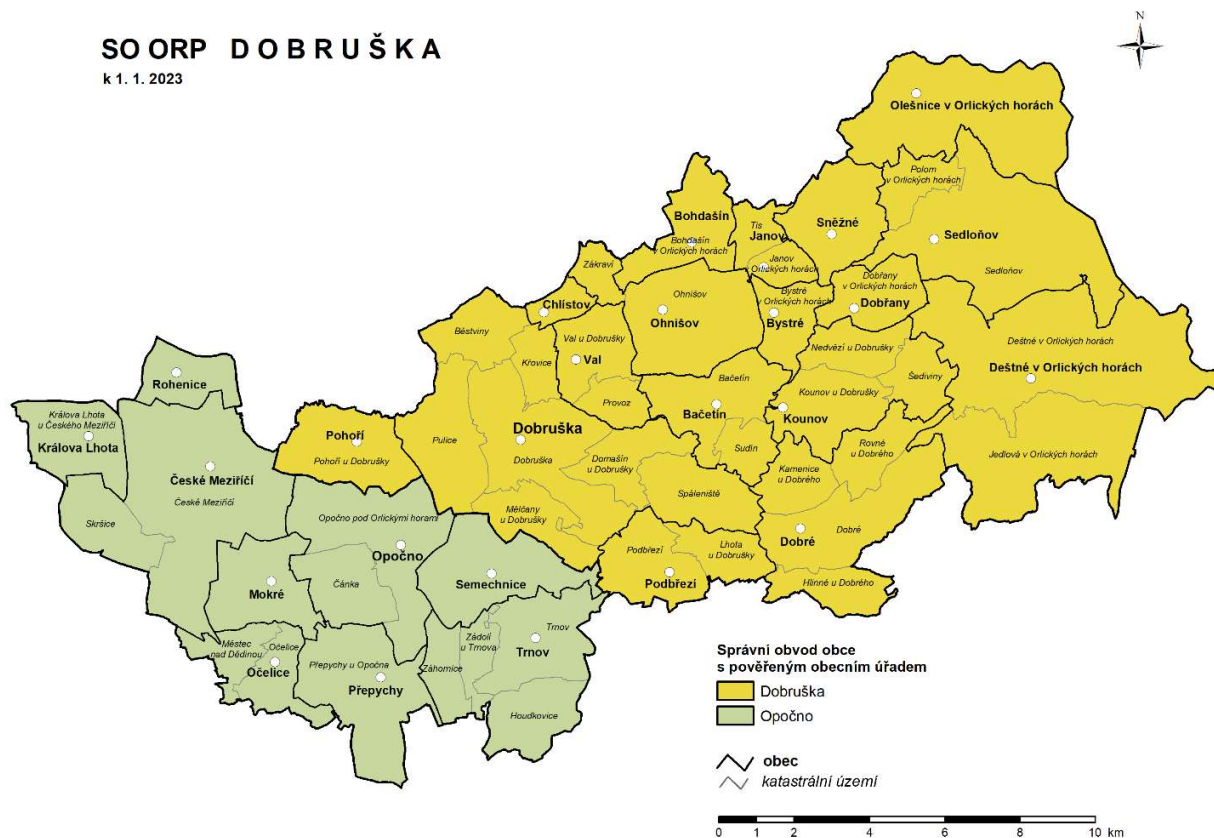 SO ORP DOBRUŠKA
k 1. 1. 2023
N
Olešnice v Orlických horách
Polom
v Orlických horách
Sedloňov
Sedloňov
Sněžné
Bohdašín
Bohdašín
v Orlických horách
Tis
Janov
Janov
v Orlických horách
Zákraví
Chlístov
Ohnišov
Ohnišov
Bystré
v Orlických horách
Bystré
Dobřany
v Orlických horách
Dobřany
Deštné v Orlických horách
Deštné v Orlických horách
Jedlová v Orlických horách
Běstviny
Křovice
Val u Dobrušky
Val
Provoz
Nedvězí u Dobrušky
Šediviny
Kounov u Dobrušky
Kounov
Bačetín
Bačetín
Sudín
Rovné
u Dobrého
Kamenice
u Dobrého
Dobré
Dobré
Hlinné u Dobrého
Dobruška
Dobruška
Pulice
Domašín
u Dobrušky
Spáleniště
Mělčany
u Dobrušky
Podbřezí
Podbřezí
Lhota
u Dobrušky
Pohoří
Pohoří u Dobrušky
Rohenice
Králova Lhota
u Českého Meziříčí
Králova Lhota
České Meziříčí
České Meziříčí
Skršice
Opočno pod Orlickými horami
Opočno
Čánka
Mokré
Semechnice
Městec
nad Dědinou
Očelice
Očelice
Přepychy u Opočna
Přepychy
Záhornice
Zádolí
u Trnova
Trnov
Trnov
Houdkovice
Správní obvod obce
s pověřeným obecním úřadem
Dobruška
Opočno
obec
katastrální území
0 1 2 4 6 8 10 km